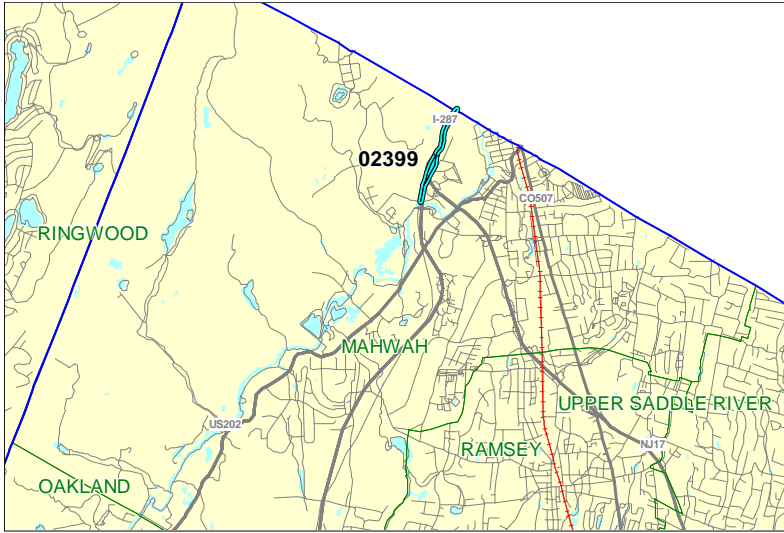 I-287
02399
CO507
RINGWOOD
MAHWAH
UPPER SADDLE RIVER
US202
RAMSEY
NJ17
OAKLAND